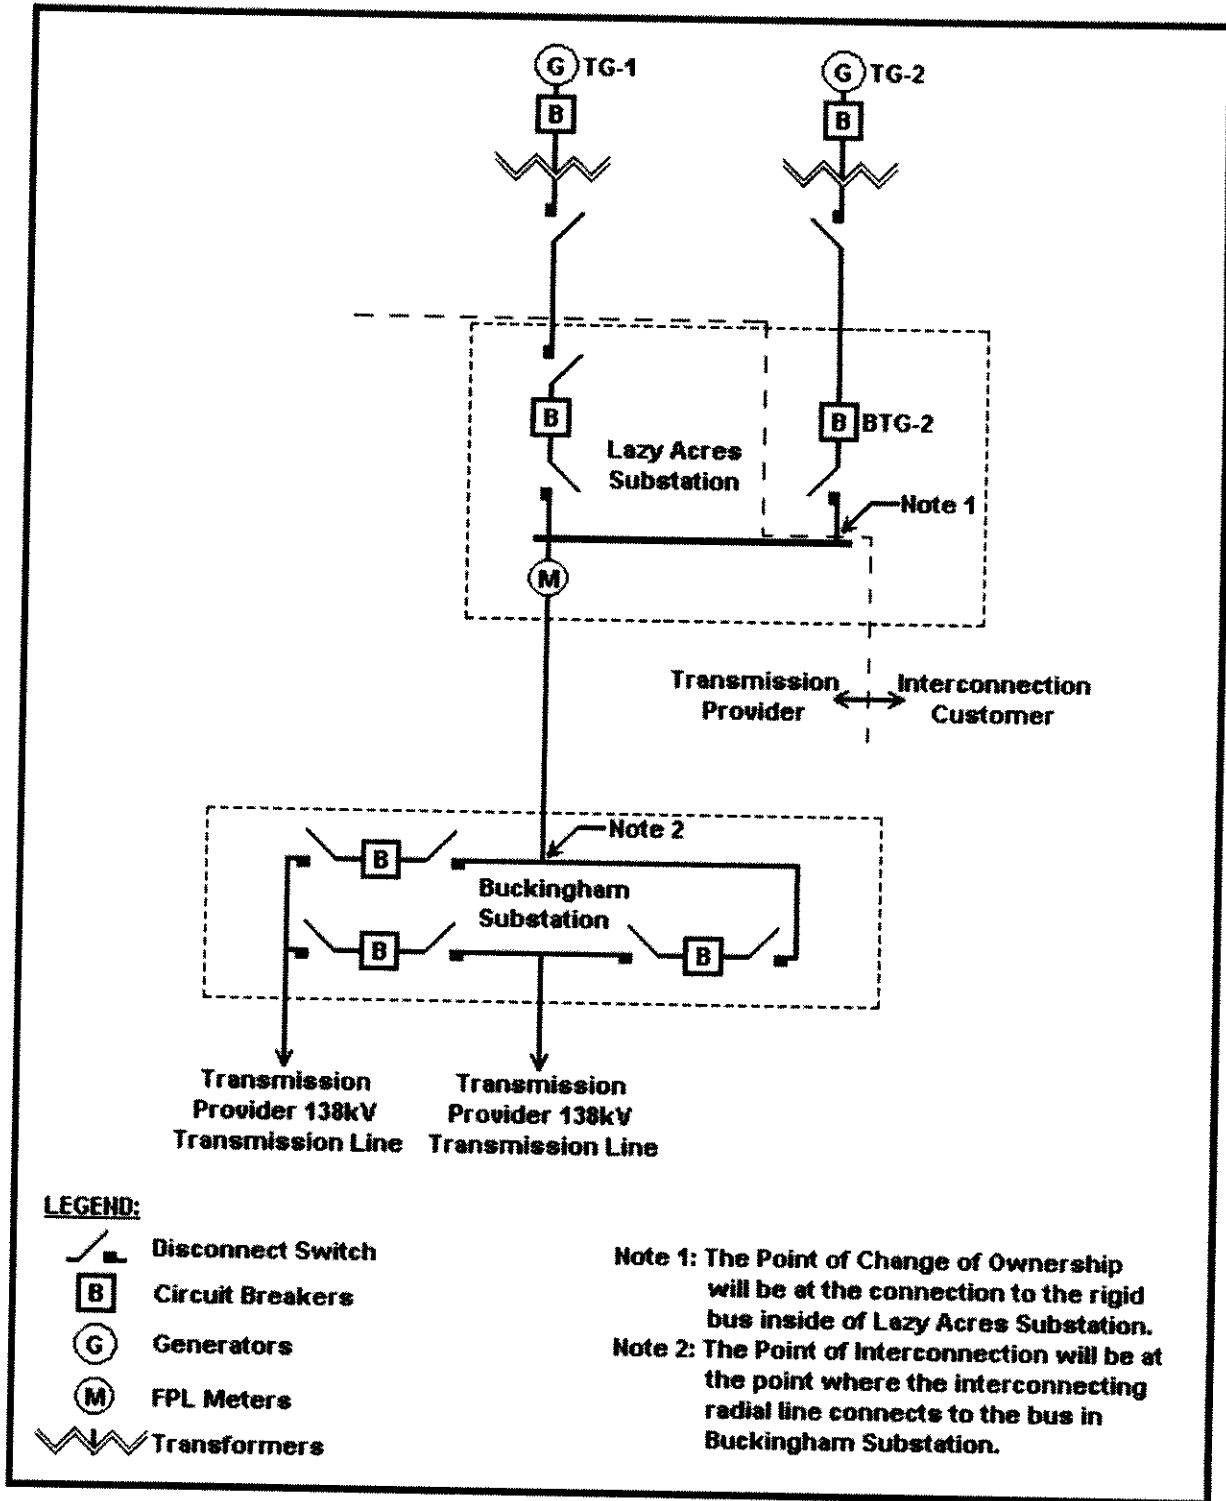 G TG-1
G TG-2
B
B
B
B BTG-2
Lazy Acres
Substation
Note 1
M
Transmission
Provider
Interconnection
Customer
Note 2
B
Buckingham
Substation
B
B
Transmission
Provider 138kV
Transmission Line
Transmission
Provider 138kV
Transmission Line
LEGEND:
Disconnect Switch
B Circuit Breakers
G Generators
M FPL Meters
Transformers
Note 1: The Point of Change of Ownership
will be at the connection to the rigid
bus inside of Lazy Acres Substation.
Note 2: The Point of Interconnection will be at
the point where the interconnecting
radial line connects to the bus in
Buckingham Substation.